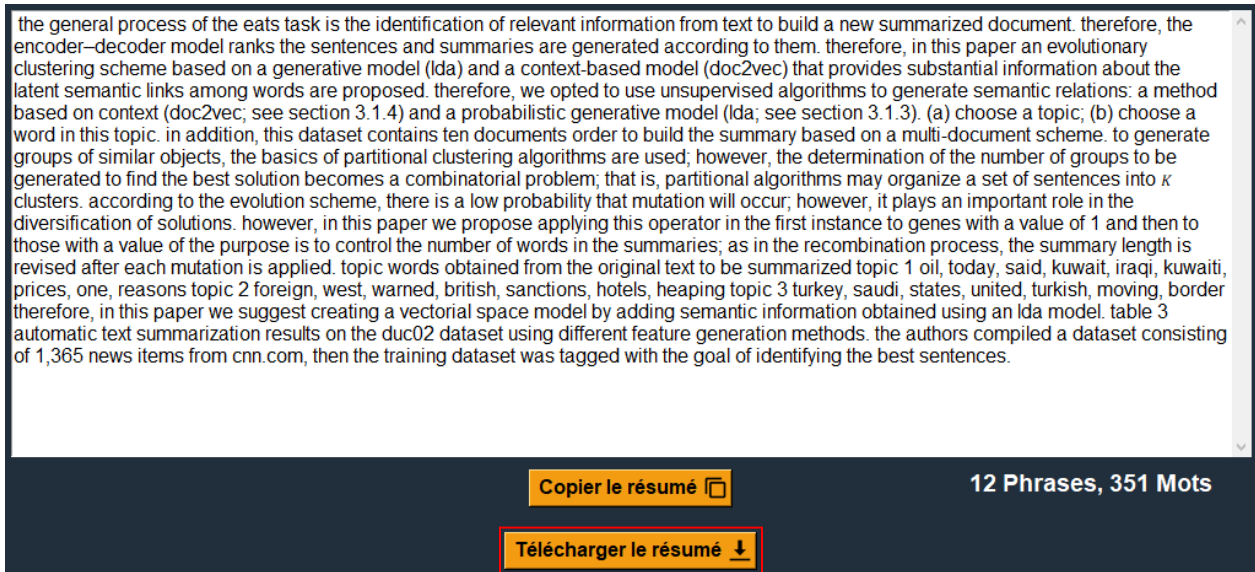 the general process of the eats task is the identification of relevant information from text to build a new summarized document. therefore, the
encoder–decoder model ranks the sentences and summaries are generated according to them. therefore, in this paper an evolutionary
clustering scheme based on a generative model (lda) and a context-based model (doc2vec) that provides substantial information about the
latent semantic links among words are proposed. therefore, we opted to use unsupervised algorithms to generate semantic relations: a method
based on context (doc2vec; see section 3.1.4) and a probabilistic generative model (lda; see section 3.1.3). (a) choose a topic; (b) choose a
word in this topic. in addition, this dataset contains ten documents order to build the summary based on a multi-document scheme. to generate
groups of similar objects, the basics of partitional clustering algorithms are used; however, the determination of the number of groups to be
generated to find the best solution becomes a combinatorial problem; that is, partitional algorithms may organize a set of sentences into κ
clusters. according to the evolution scheme, there is a low probability that mutation will occur; however, it plays an important role in the
diversification of solutions. however, in this paper we propose applying this operator in the first instance to genes with a value of 1 and then to
those with a value of the purpose is to control the number of words in the summaries; as in the recombination process, the summary length is
revised after each mutation is applied. topic words obtained from the original text to be summarized topic 1 oil, today, said, kuwait, iraqi, kuwaiti,
prices, one, reasons topic 2 foreign, west, warned, british, sanctions, hotels, heaping topic 3 turkey, saudi, states, united, turkish, moving, border
therefore, in this paper we suggest creating a vectorial space model by adding semantic information obtained using an lda model. table 3
automatic text summarization results on the duc02 dataset using different feature generation methods. the authors compiled a dataset consisting
of 1,365 news items from cnn.com, then the training dataset was tagged with the goal of identifying the best sentences.
Copier le résumé
12 Phrases, 351 Mots
Télécharger le résumé